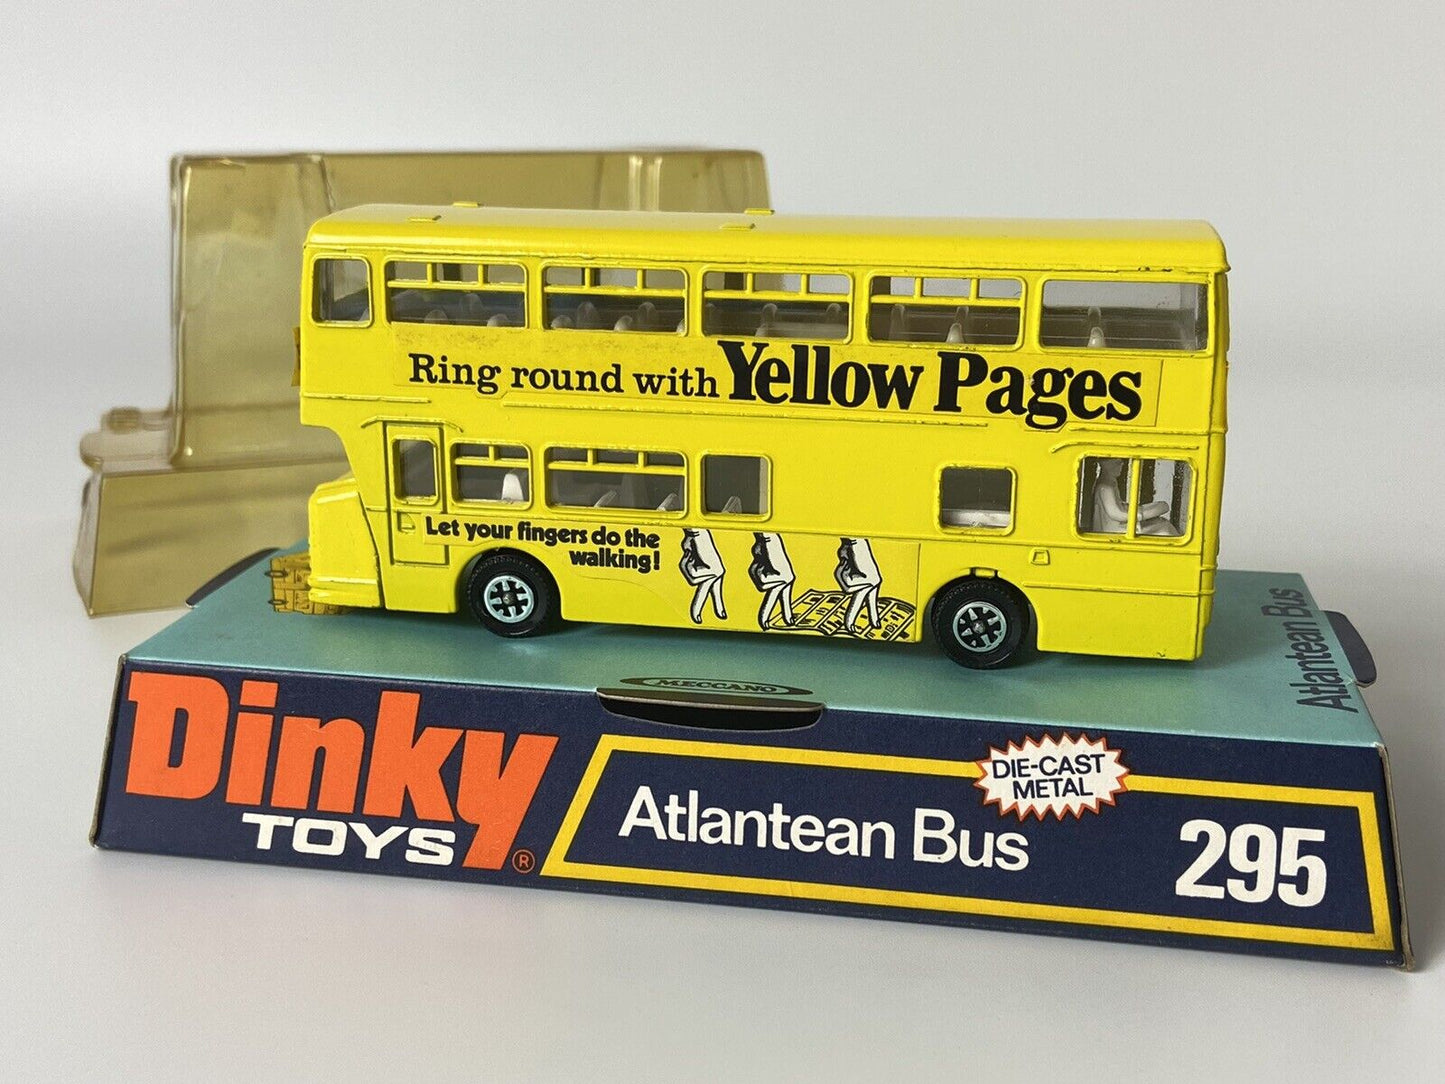 Ring round with Yellow Pages
Let your fingers do the
walking!
MECCANO
Atlantean Bus
Dinky
TOYS ®
Atlantean Bus
DIE-CAST
METAL
295